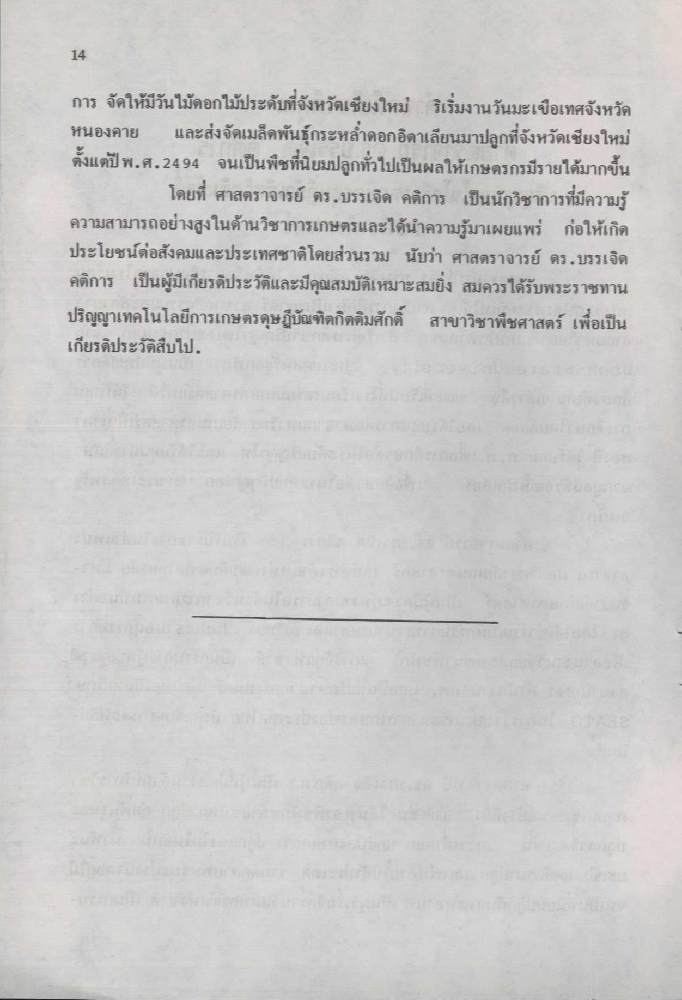 14
การ จัดให้มีวันไม้ดอกไม้ประดับที่จังหวัดเชียงใหม่ ริเริ่มงานวันมะเขือเทศจังหวัด
หนองคาย และส่งจัดเมล็ดพันธุ์กระหล่ำดอกอิตาเลียนมาปลูกที่จังหวัดเชียงใหม่
ตั้งแต่ปี พ.ศ.2494 จนเป็นพืชที่นิยมปลูกทั่วไปเป็นผลให้เกษตรกรมีรายได้มากขึ้น
โดยที่ ศาสตราจารย์ ดร.บรรเจิด คติการ เป็นนักวิชาการที่มีความรู้
ความสามารถอย่างสูงในด้านวิชาการเกษตรและได้นำความรู้มาเผยแพร่ ก่อให้เกิด
ประโยชน์ต่อสังคมและประเทศชาติโดยส่วนรวม นับว่า ศาสตราจารย์ ดร.บรรเจิด
คติการ เป็นผู้มีเกียรติประวัติและมีคุณสมบัติเหมาะสมยิ่ง สมควรได้รับพระราชทาน
ปริญญาเทคโนโลยีการเกษตรดุษฎีบัณฑิตกิตติมศักดิ์ สาขาวิชาพืชศาสตร์ เพื่อเป็น
เกียรติประวัติสืบไป.